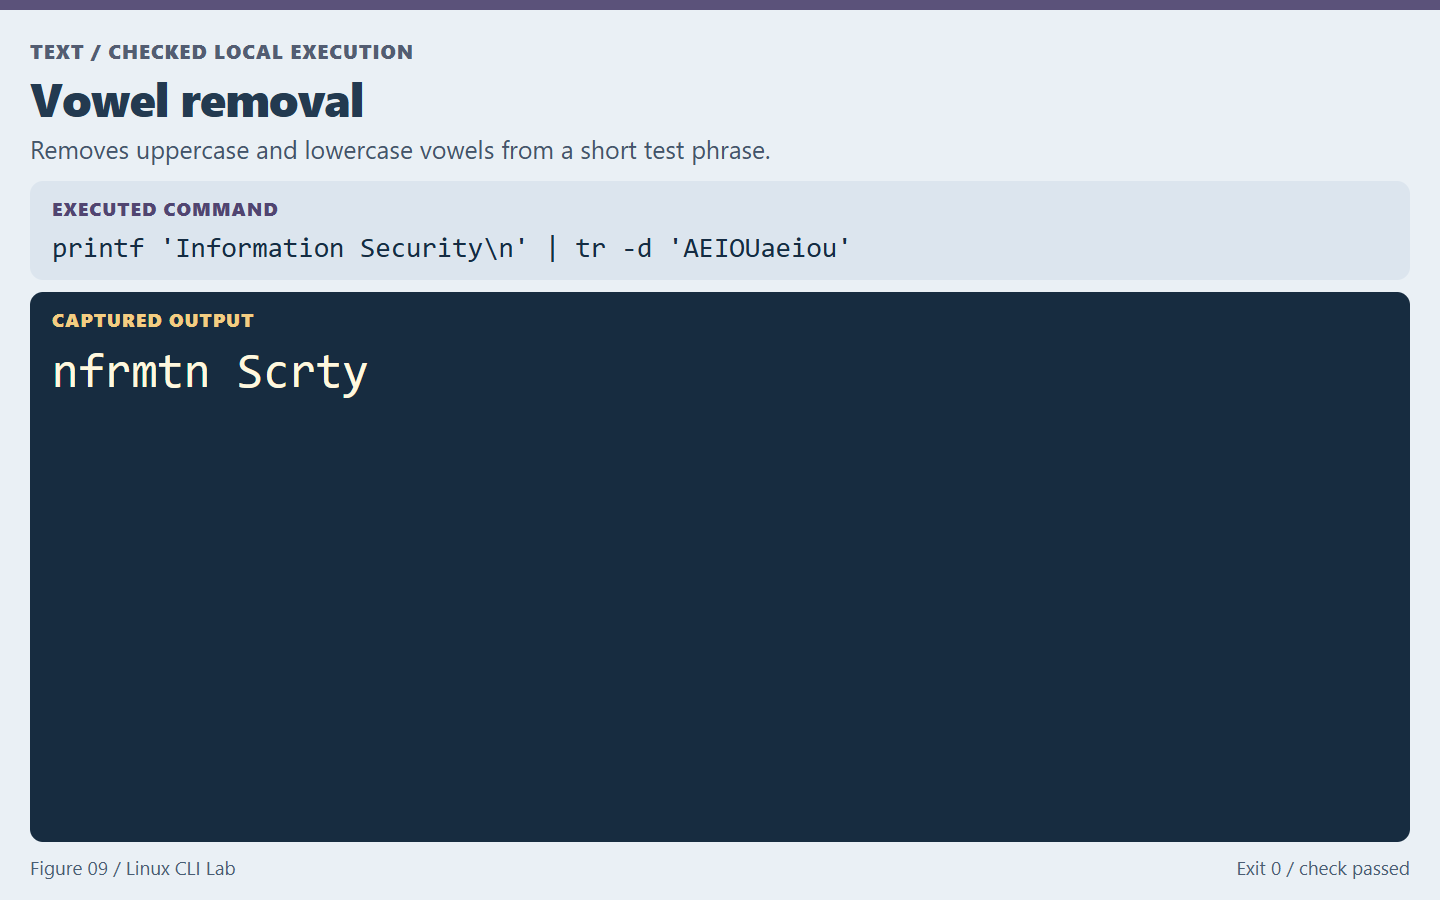 TEXT / CHECKED LOCAL EXECUTION
Vowel removal
Removes uppercase and lowercase vowels from a short test phrase.
EXECUTED COMMAND
printf 'Information Security\n' | tr -d 'AEIOUaeiou'
CAPTURED OUTPUT
nfrmtn Scrty
Figure 09 / Linux CLI Lab
Exit 0 / check passed